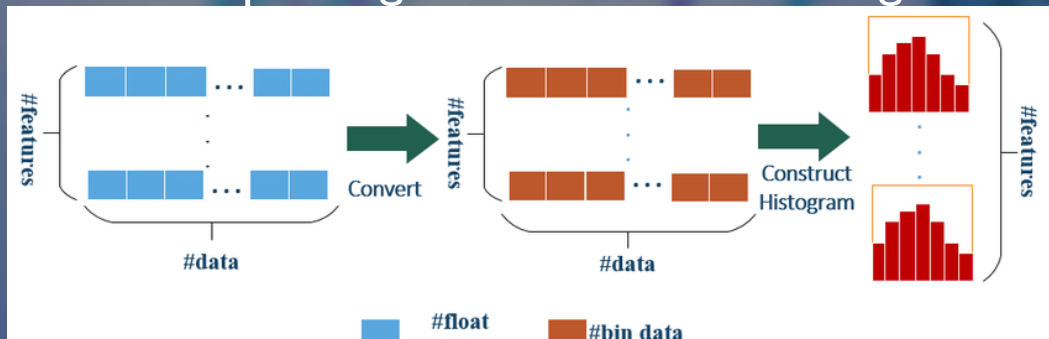 #features
#data
Convert
#features
#data
Construct
Histogram
#features
#float
#bin data